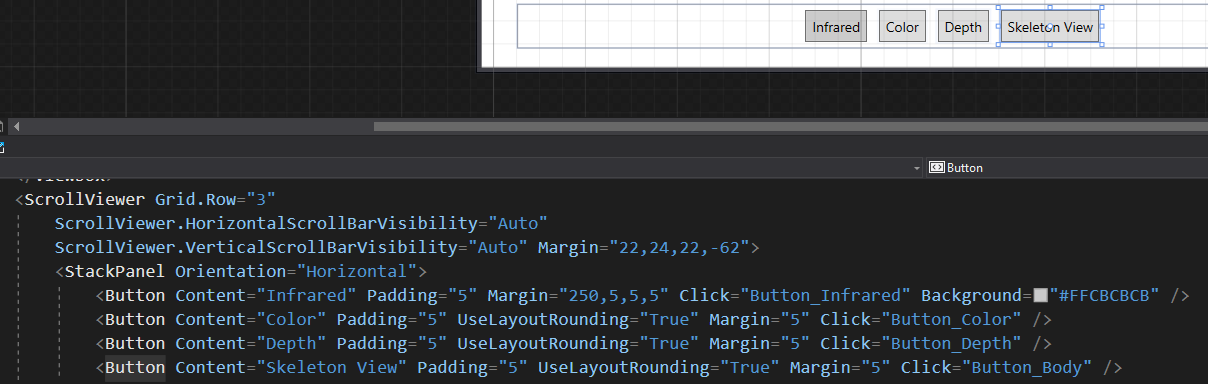 Infrared Color Depth Skeleton View
Button
<ScrollViewer Grid.Row="3"
ScrollViewer.HorizontalScrollBarVisibility="Auto"
ScrollViewer.VerticalScrollBarVisibility="Auto" Margin="22,24,22,-62">
<StackPanel Orientation="Horizontal">
<Button Content="Infrared" Padding="5" Margin="250,5,5,5" Click="Button_Infrared" Background="#FFCBCBCB" />
<Button Content="Color" Padding="5" UseLayoutRounding="True" Margin="5" Click="Button_Color" />
<Button Content="Depth" Padding="5" UseLayoutRounding="True" Margin="5" Click="Button_Depth" />
<Button Content="Skeleton View" Padding="5" UseLayoutRounding="True" Margin="5" Click="Button_Body" />